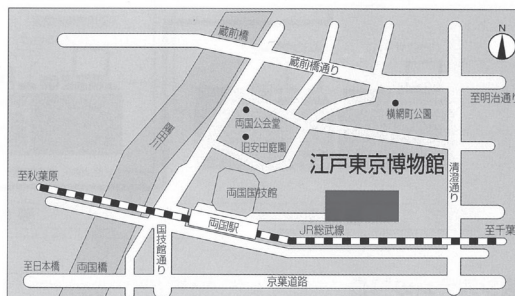 N
蔵前橋
蔵前橋通り
至明治通り
横網町公園
両国公会堂
旧安田庭園
隅田川
江戸東京博物館
清澄通り
至秋葉原
両国国技館
両国駅
JR総武線
至千葉
国技館通り
至日本橋
両国橋
京葉道路